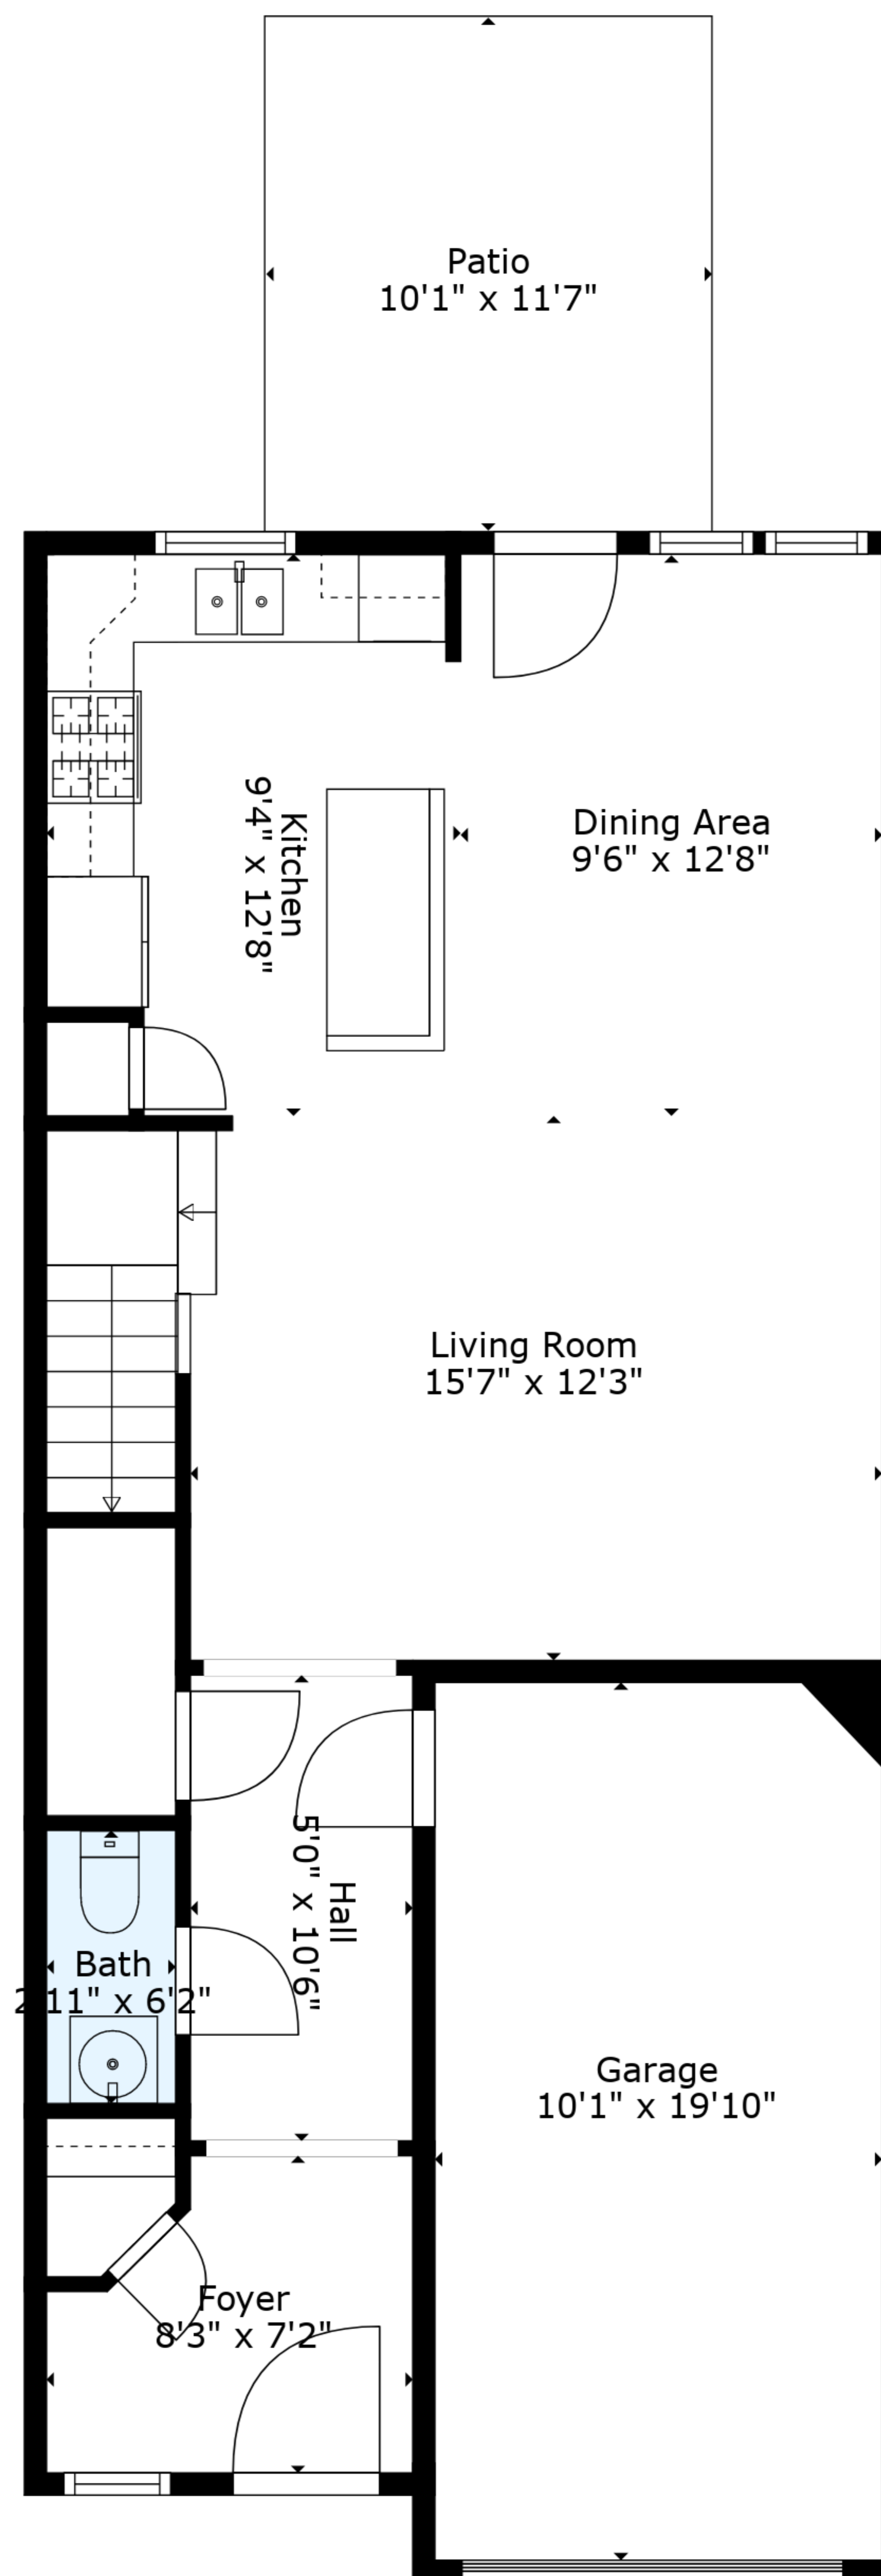 Patio
10'1" x 11'7"
Kitchen
9'4" x 12'8"
Dining Area
9'6" x 12'8"
Living Room
15'7" x 12'3"
Hall
5'0" x 10'6"
Bath
2'11" x 6'2"
Garage
10'1" x 19'10"
Foyer
8'3" x 7'2"